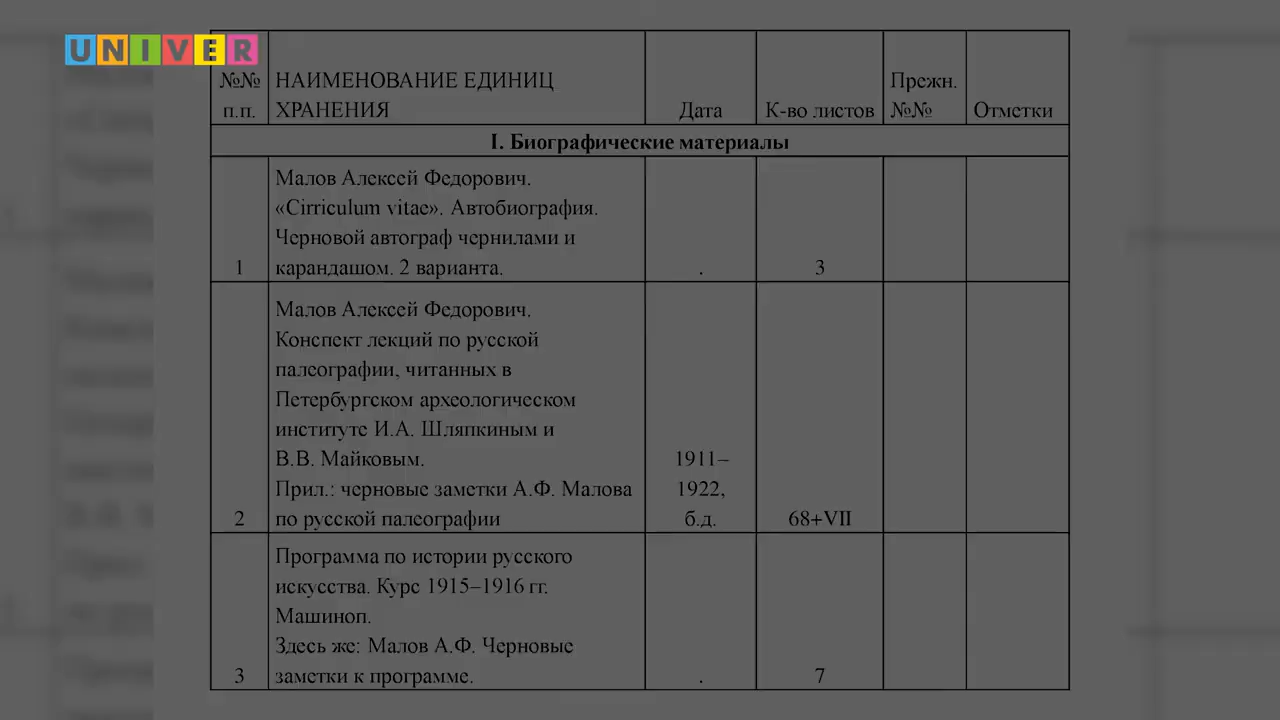 UNIVER
№№ НАИМЕНОВАНИЕ ЕДИНИЦ Прежн.
п.п. ХРАНЕНИЯ Дата К-во листов №№ Отметки
I. Биографические материалы
Малов Алексей Федорович.
«Cirriculum vitae». Автобиография.
Черновой автограф чернилами и
1 карандашом. 2 варианта. . 3
Малов Алексей Федорович.
Конспект лекций по русской
палеографии, читанных в
Петербургском археологическом
институте И.А. Шляпкиным и
В.В. Майковым. 1911–
Прил.: черновые заметки А.Ф. Малова 1922,
2 по русской палеографии б.д. 68+VII
Программа по истории русского
искусства. Курс 1915–1916 гг.
Машиноп.
Здесь же: Малов А.Ф. Черновые
3 заметки к программе. . 7